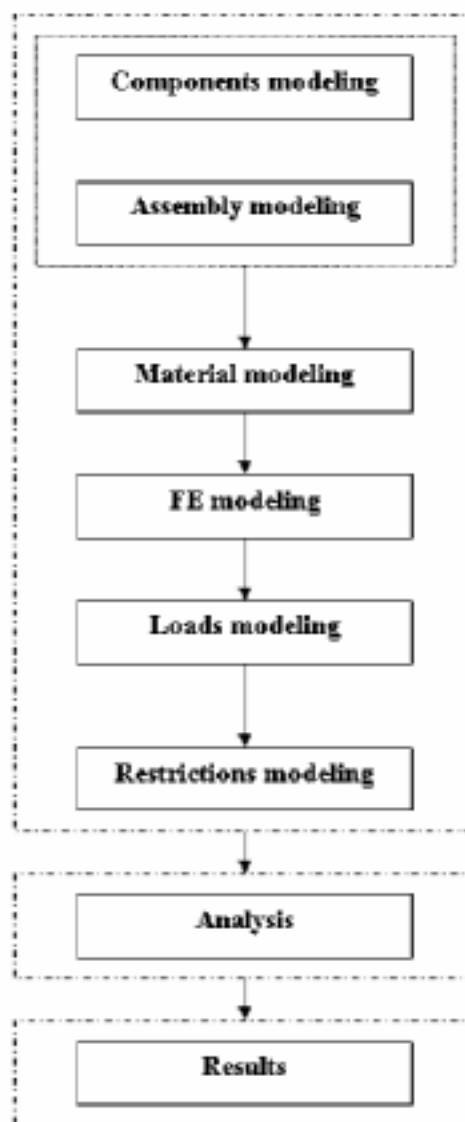 Components modeling
Assembly modeling
Material modeling
FE modeling
Loads modeling
Restrictions modeling
Analysis
Results